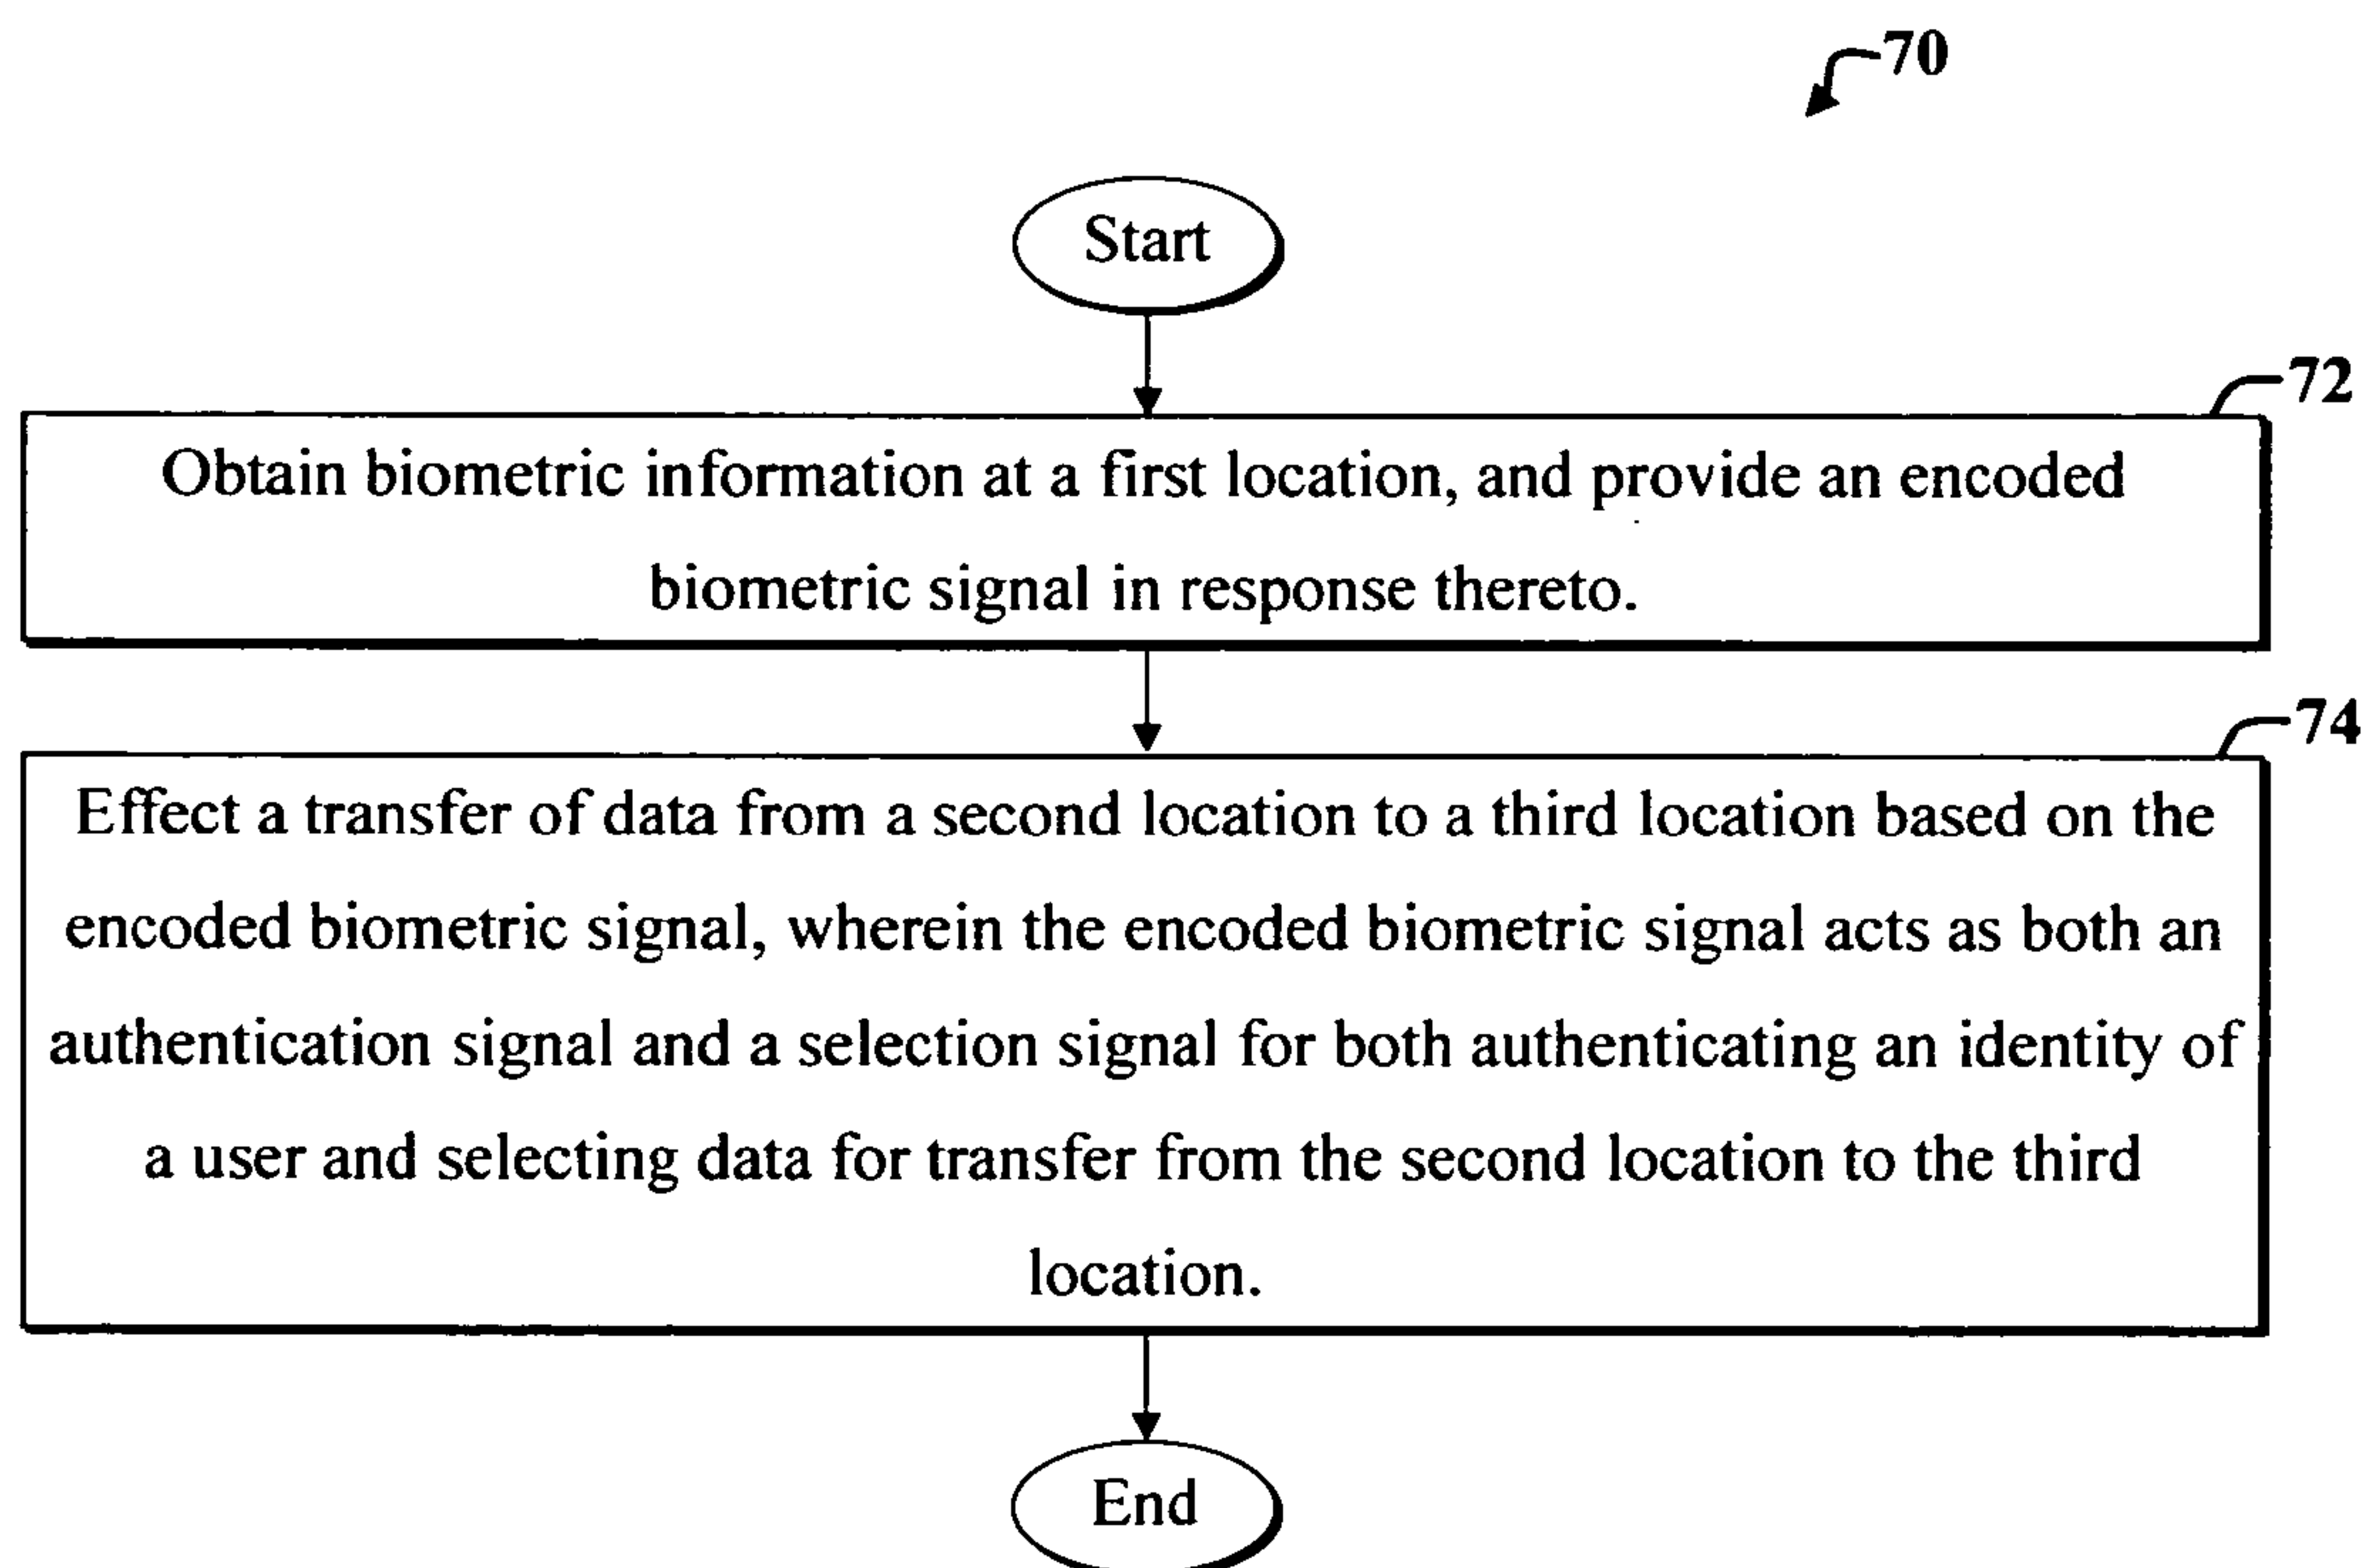 70
Start
72
Obtain biometric information at a first location, and provide an encoded
biometric signal in response thereto.
74
Effect a transfer of data from a second location to a third location based on the
encoded biometric signal, wherein the encoded biometric signal acts as both an
authentication signal and a selection signal for both authenticating an identity of
a user and selecting data for transfer from the second location to the third
location.
End